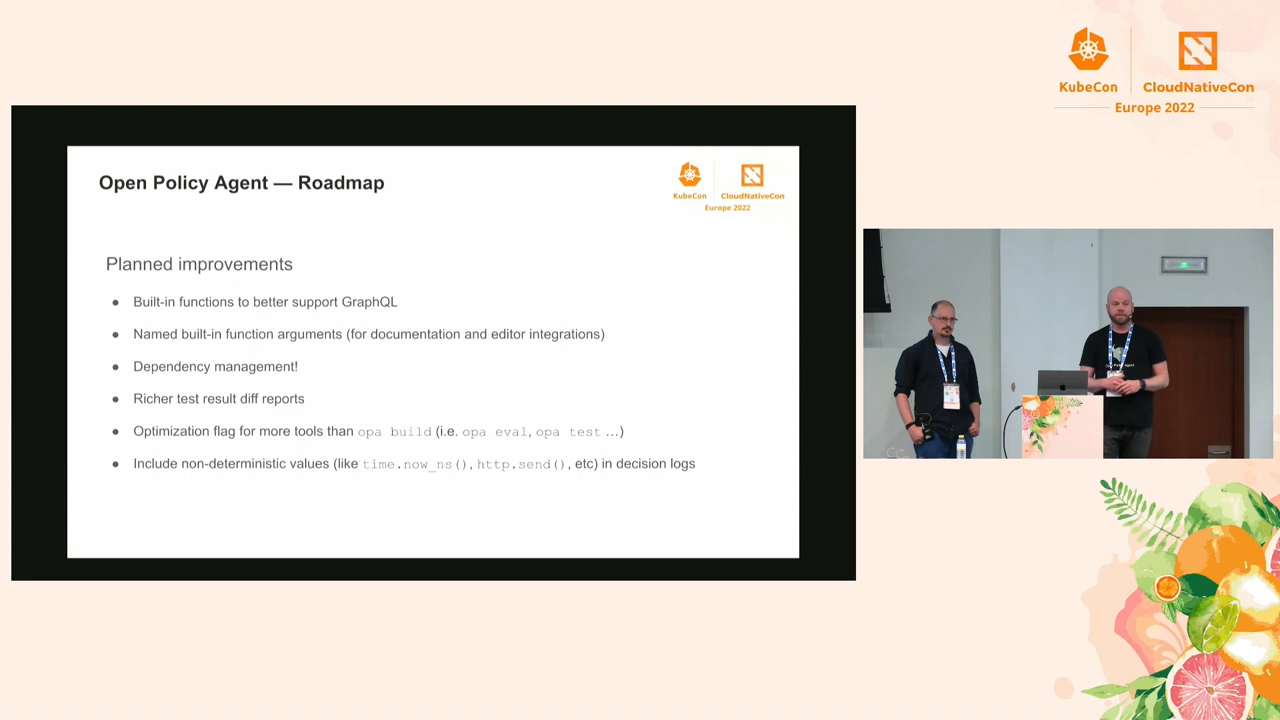 KubeCon
CloudNativeCon
Europe 2022
Open Policy Agent — Roadmap
KubeCon
CloudNativeCon
Europe 2022
Planned improvements
● Built-in functions to better support GraphQL
● Named built-in function arguments (for documentation and editor integrations)
● Dependency management!
● Richer test result diff reports
● Optimization flag for more tools than opa build (i.e. opa eval, opa test ...)
● Include non-deterministic values (like time.now_ns(), http.send(), etc) in decision logs